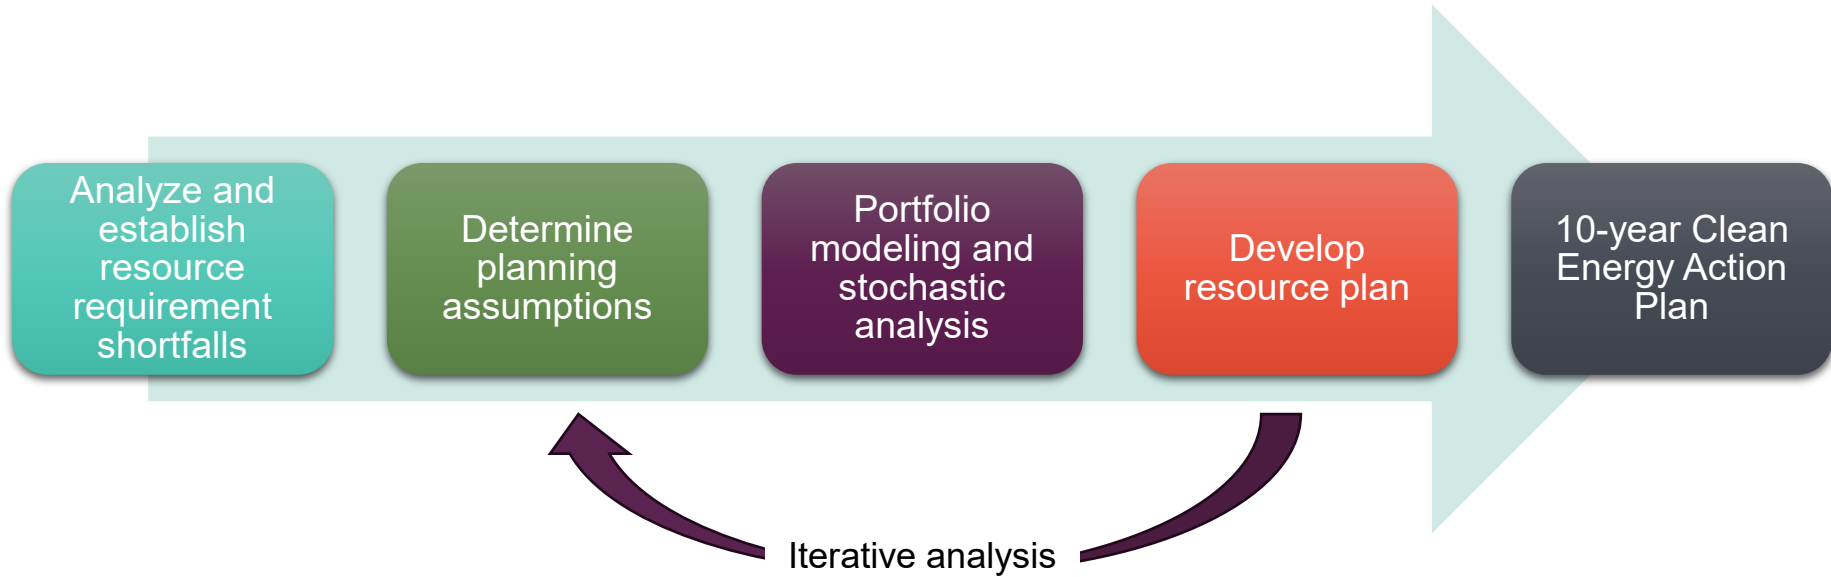 Analyze and
establish
resource
requirement
shortfalls
Determine
planning
assumptions
Portfolio
modeling and
stochastic
analysis
Develop
resource plan
10-year Clean
Energy Action
Plan
Iterative analysis